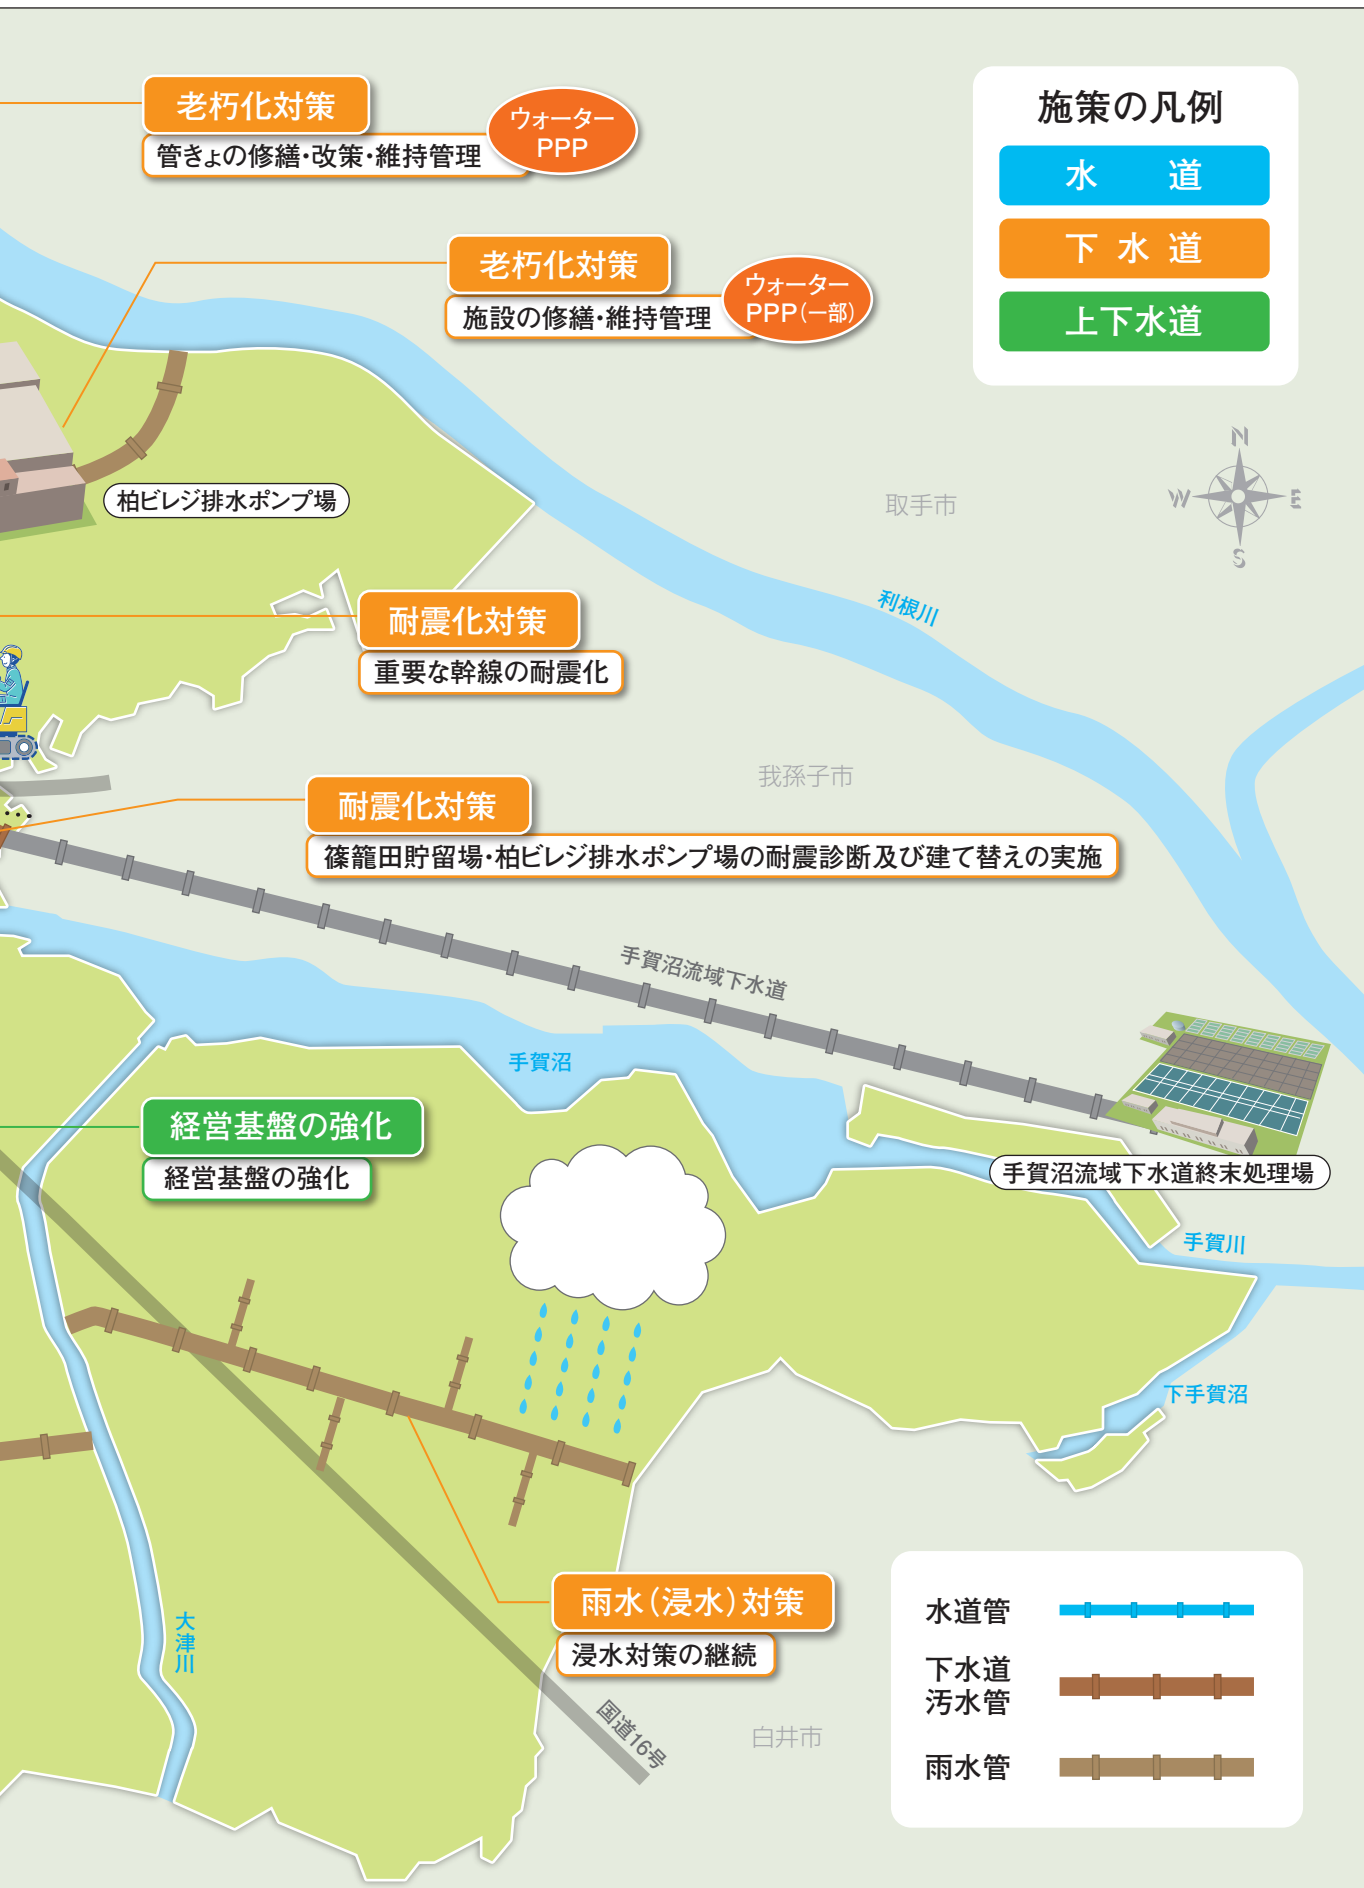 老朽化対策
管きょの修繕・改築・維持管理
ウォーター
PPP
老朽化対策
施設の修繕・維持管理
ウォーター
PPP（一部）
施策の凡例
水　道
下水道
上下水道
N
W
E
S
柏ビレジ排水ポンプ場
取手市
利根川
耐震化対策
重要な幹線の耐震化
我孫子市
耐震化対策
篠籠田貯留場・柏ビレジ排水ポンプ場の耐震診断及び建て替えの実施
手賀沼流域下水道
手賀沼
経営基盤の強化
経営基盤の強化
手賀沼流域下水道終末処理場
手賀川
下手賀沼
雨水（浸水）対策
浸水対策の継続
大津川
国道16号
白井市
水道管
下水道
汚水管
雨水管